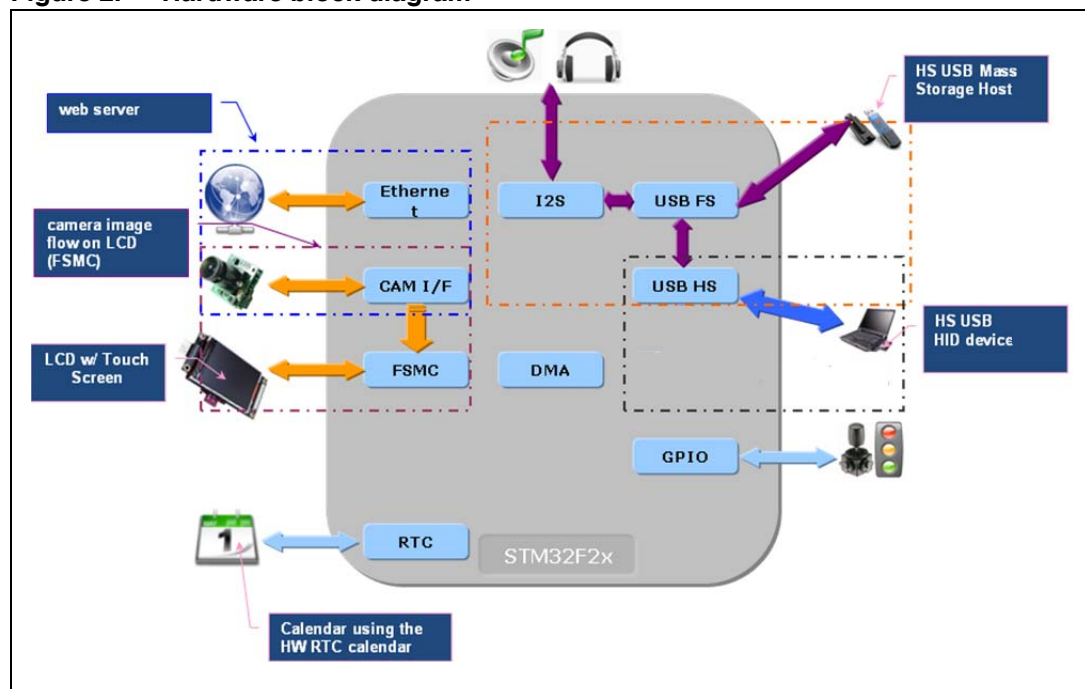 Figure 2. Hardware block diagram
HS USB Mass
Storage Host
web server
Etherne
t
I2S
USB FS
camera image
flow on LCD
(FSMC)
CAM I/F
USB HS
HS USB
HID device
LCD w/ Touch
Screen
FSMC
DMA
GPIO
1
RTC
STM32F2x
Calendar using the
HW RTC calendar